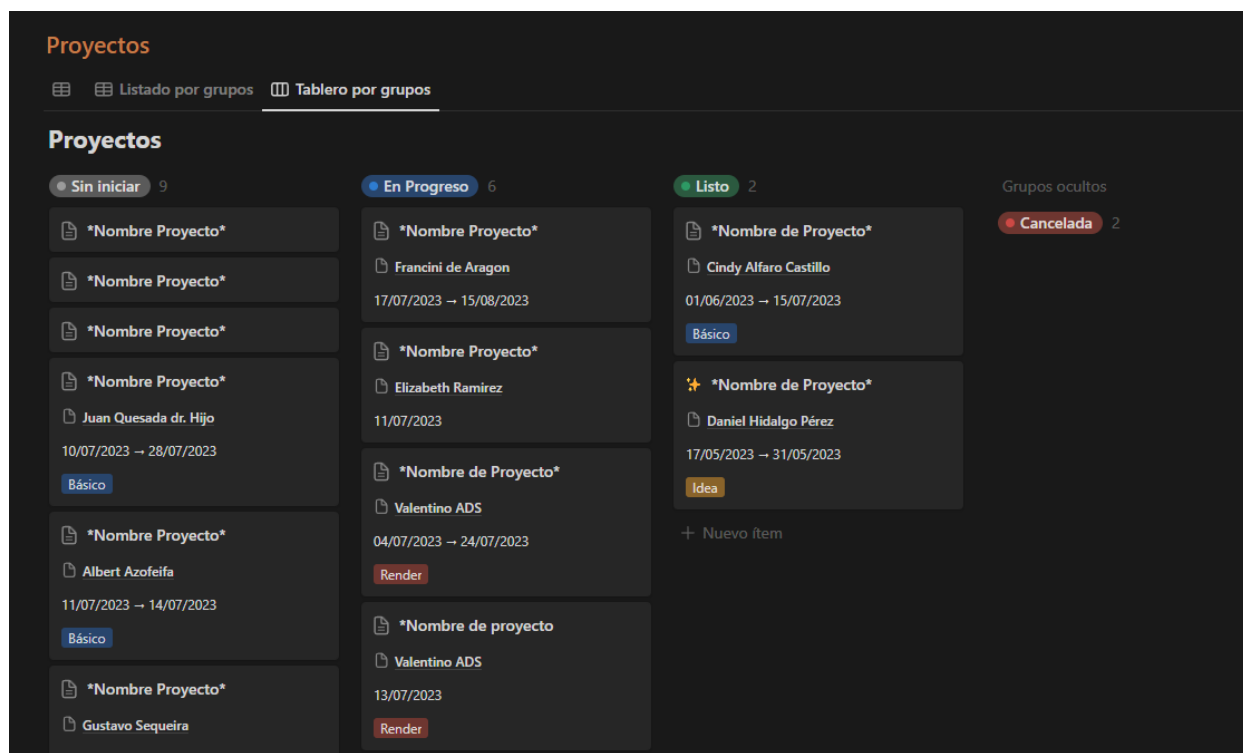 Proyectos
Listado por grupos
Tablero por grupos
Proyectos
Sin iniciar 9
*Nombre Proyecto*
*Nombre Proyecto*
*Nombre Proyecto*
*Nombre Proyecto*
Juan Quesada dr. Hijo
10/07/2023 → 28/07/2023
Básico
*Nombre Proyecto*
Albert Azofeifa
11/07/2023 → 14/07/2023
Básico
*Nombre Proyecto*
Gustavo Sequeira
En Progreso 6
*Nombre Proyecto*
Francini de Aragon
17/07/2023 → 15/08/2023
*Nombre Proyecto*
Elizabeth Ramirez
11/07/2023
*Nombre de Proyecto*
Valentino ADS
04/07/2023 → 24/07/2023
Render
*Nombre de proyecto
Valentino ADS
13/07/2023
Render
Listo 2
*Nombre de Proyecto*
Cindy Alfaro Castillo
01/06/2023 → 15/07/2023
Básico
*Nombre de Proyecto*
Daniel Hidalgo Pérez
17/05/2023 → 31/05/2023
Idea
+ Nuevo ítem
Grupos ocultos
Cancelada 2